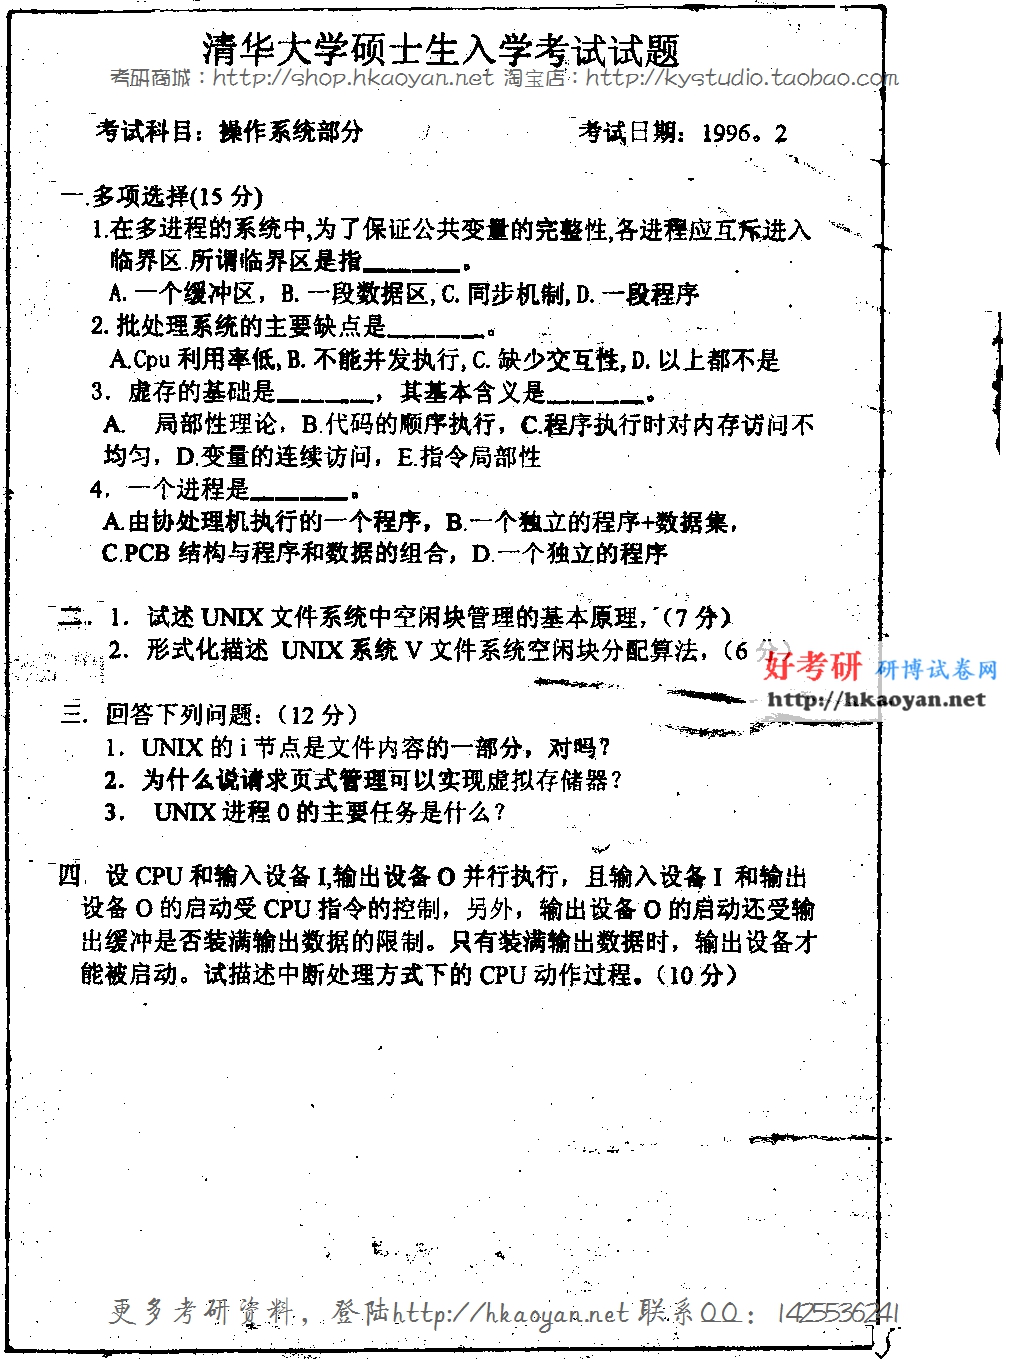 清华大学硕士生入学考试试题
考研商城：http://shop.hkaoyan.net 淘宝店：http://kystudio.taobao.com
考试科目：操作系统部分 考试日期：1996。2
一.多项选择(15 分)
1.在多进程的系统中,为了保证公共变量的完整性,各进程应互斥进入
临界区.所谓临界区是指________。
A. 一个缓冲区，B. 一段数据区, C. 同步机制, D. 一段程序
2. 批处理系统的主要缺点是________。
A.Cpu 利用率低, B. 不能并发执行, C. 缺少交互性, D. 以上都不是
3．虚存的基础是________，其基本含义是________。
A. 局部性理论，B.代码的顺序执行，C.程序执行时对内存访问不
均匀，D.变量的连续访问，E.指令局部性
4．一个进程是________。
A.由协处理机执行的一个程序，B.一个独立的程序+数据集，
C.PCB 结构与程序和数据的组合，D.一个独立的程序
二．1．试述 UNIX 文件系统中空闲块管理的基本原理，（7 分）
2．形式化描述 UNIX 系统 V 文件系统空闲块分配算法，（6 分）
好考研 研博试卷网
http://hkaoyan.net
三．回答下列问题：（12 分）
1．UNIX 的 i 节点是文件内容的一部分，对吗？
2．为什么说请求页式管理可以实现虚拟存储器？
3． UNIX 进程 0 的主要任务是什么？
四．设 CPU 和输入设备 I,输出设备 O 并行执行，且输入设备 I 和输出
设备 O 的启动受 CPU 指令的控制，另外，输出设备 O 的启动还受输
出缓冲是否装满输出数据的限制。只有装满输出数据时，输出设备才
能被启动。试描述中断处理方式下的 CPU 动作过程。（10 分）
更多考研资料，登陆http://hkaoyan.net 联系QQ：1425536241